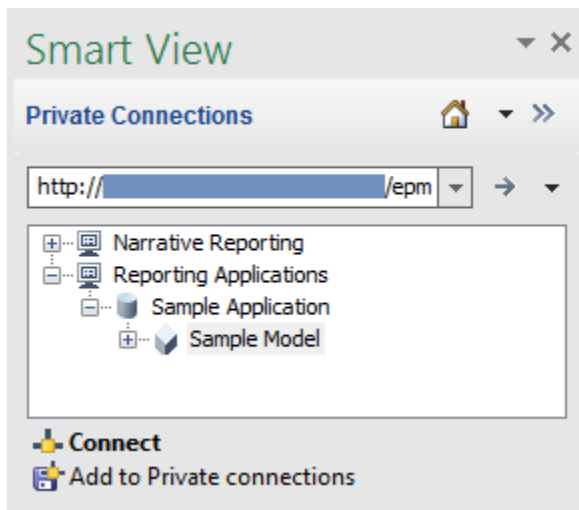 Smart View
Private Connections
http:// /epm
Narrative Reporting
Reporting Applications
Sample Application
Sample Model
Connect
Add to Private connections